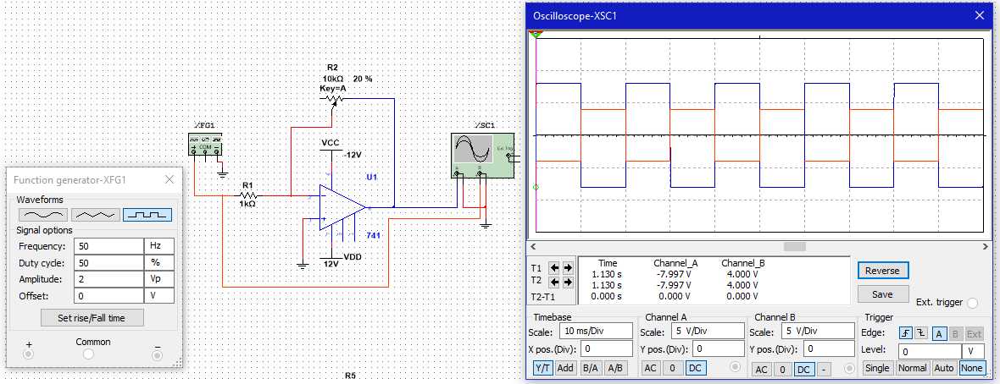 R2
10kΩ 20 %
Key=A
XFG1
COM
VCC
-12V
U1
R1
1kΩ
741
VDD
12V
XSC1
Ext Trig
A B
R5
Function generator-XFG1
Waveforms
Signal options
Frequency: 50 Hz
Duty cycle: 50 %
Amplitude: 2 Vp
Offset: 0 V
Set rise/Fall time
+ Common −
Oscilloscope-XSC1
T1
T2
T2-T1
Time Channel_A Channel_B
1.130 s -7.997 V 4.000 V
1.130 s -7.997 V 4.000 V
0.000 s 0.000 V 0.000 V
Reverse
Save
Ext. trigger
Timebase
Scale: 10 ms/Div
X pos.(Div): 0
Y/T Add B/A A/B
Channel A
Scale: 5 V/Div
Y pos.(Div): 0
AC 0 DC
Channel B
Scale: 5 V/Div
Y pos.(Div): 0
AC 0 DC -
Trigger
Edge: A B Ext
Level: 0 V
Single Normal Auto None